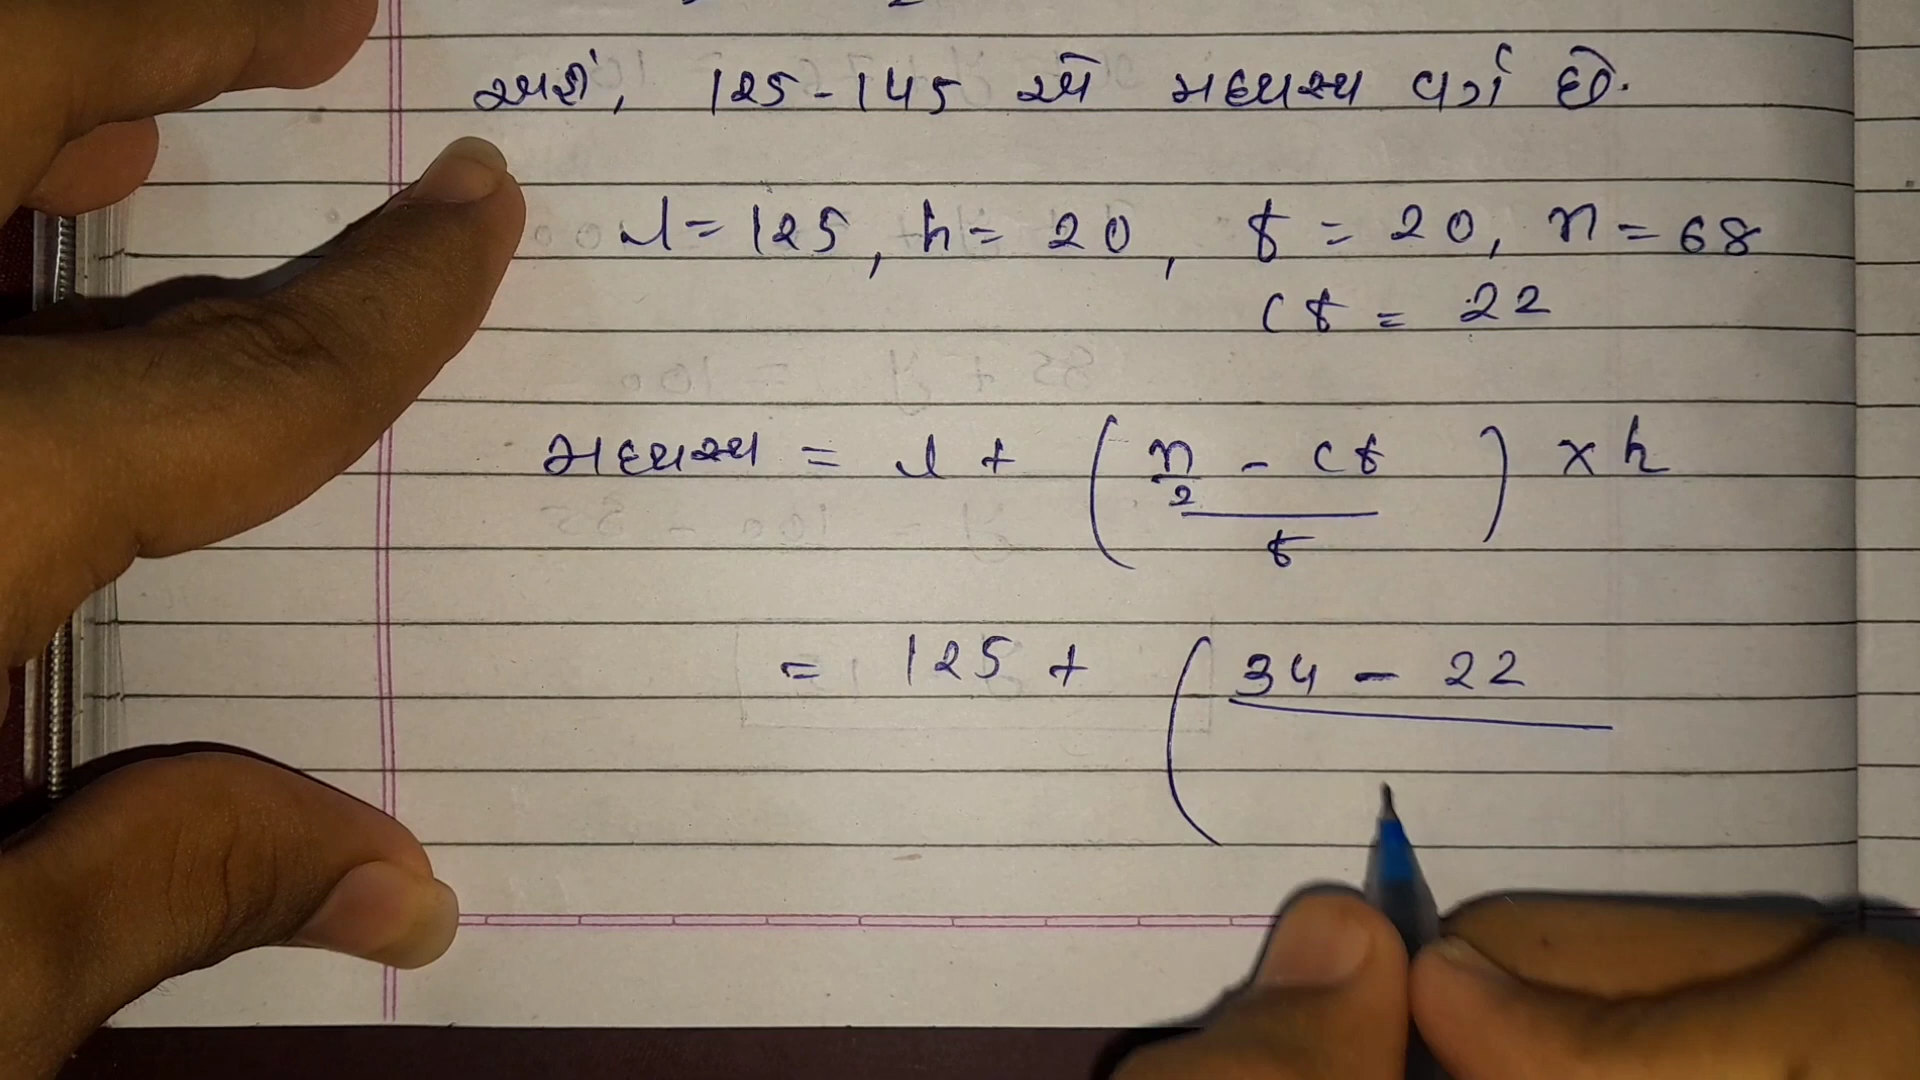 અહીં, 125-145 એ મધ્યસ્થ વર્ગ છે.
l = 125, h = 20, f = 20, n = 68
cf = 22
મધ્યસ્થ = l + ( n/2 - cf / f ) × h
= 125 + ( 34 - 22